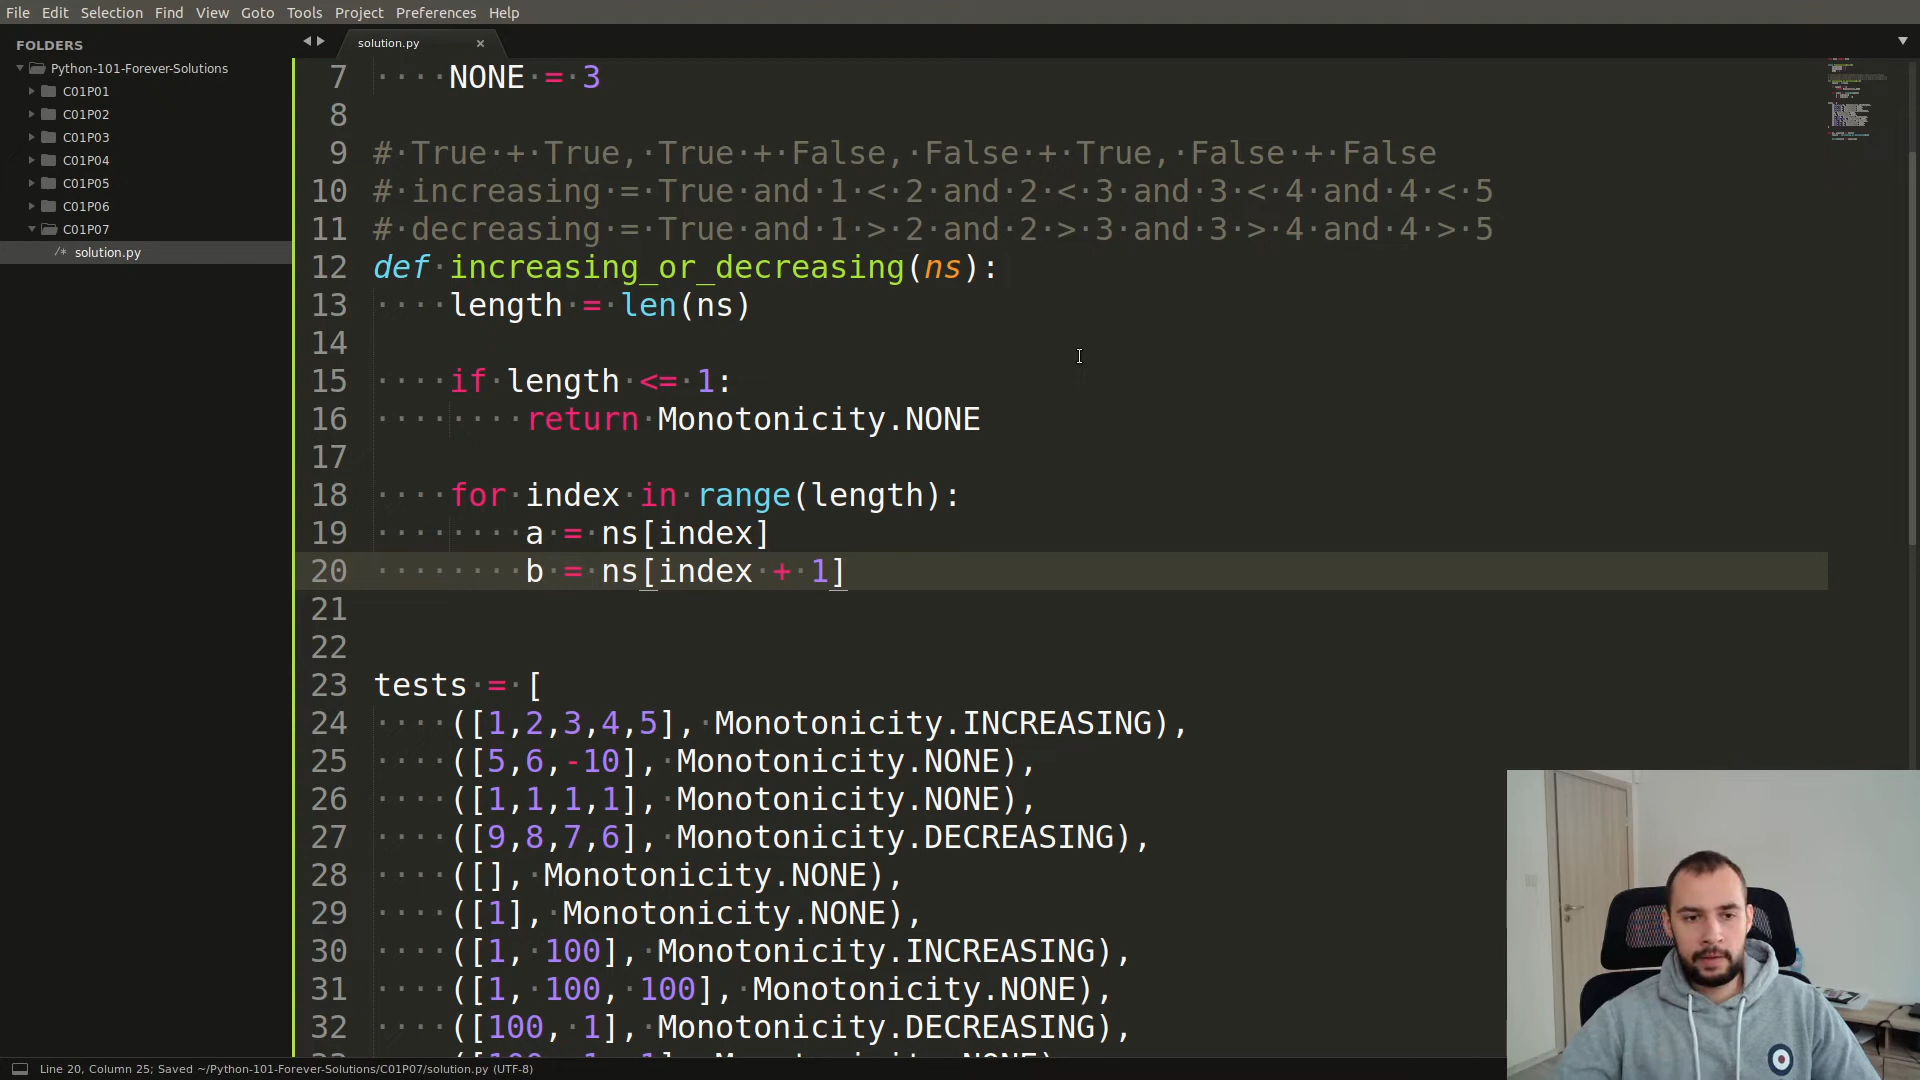 File Edit Selection Find View Goto Tools Project Preferences Help
FOLDERS
Python-101-Forever-Solutions
C01P01
C01P02
C01P03
C01P04
C01P05
C01P06
C01P07
/* solution.py
solution.py ×
7 NONE = 3
8
9 # True + True, True + False, False + True, False + False
10 # increasing = True and 1 < 2 and 2 < 3 and 3 < 4 and 4 < 5
11 # decreasing = True and 1 > 2 and 2 > 3 and 3 > 4 and 4 > 5
12 def increasing_or_decreasing(ns):
13 length = len(ns)
14
15 if length <= 1:
16 return Monotonicity.NONE
17
18 for index in range(length):
19 a = ns[index]
20 b = ns[index + 1]
21
22
23 tests = [
24 ([1,2,3,4,5], Monotonicity.INCREASING),
25 ([5,6,-10], Monotonicity.NONE),
26 ([1,1,1,1], Monotonicity.NONE),
27 ([9,8,7,6], Monotonicity.DECREASING),
28 ([], Monotonicity.NONE),
29 ([1], Monotonicity.NONE),
30 ([1, 100], Monotonicity.INCREASING),
31 ([1, 100, 100], Monotonicity.NONE),
32 ([100, 1], Monotonicity.DECREASING),
Line 20, Column 25; Saved ~/Python-101-Forever-Solutions/C01P07/solution.py (UTF-8)